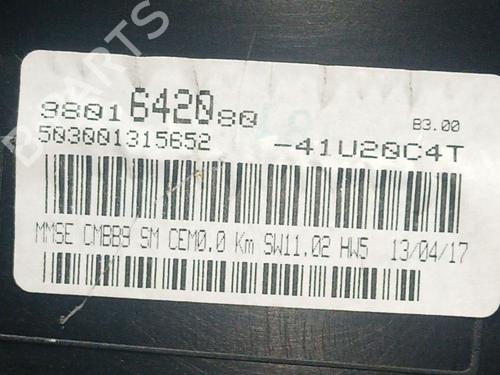 9801642080
B3.00
503001315652 -41U20C4T
MMSE CMBB9 SM CEM0.0 Km SW11.02 HW5 13/04/17